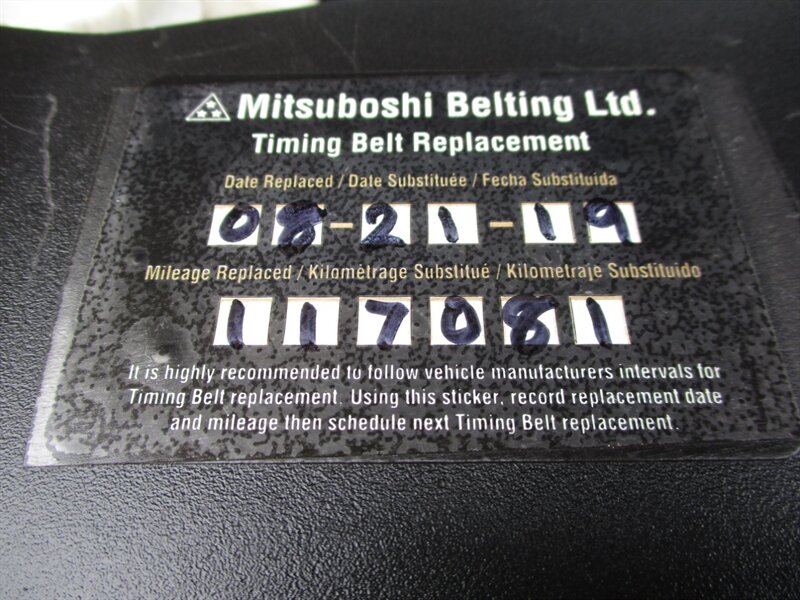 Mitsuboshi Belting Ltd.
Timing Belt Replacement
Date Replaced / Date Substituée / Fecha Substituida
08-21-19
Mileage Replaced / Kilométrage Substitué / Kilometraje Substituido
117081
It is highly recommended to follow vehicle manufacturers intervals for
Timing Belt replacement. Using this sticker, record replacement date
and mileage then schedule next Timing Belt replacement.